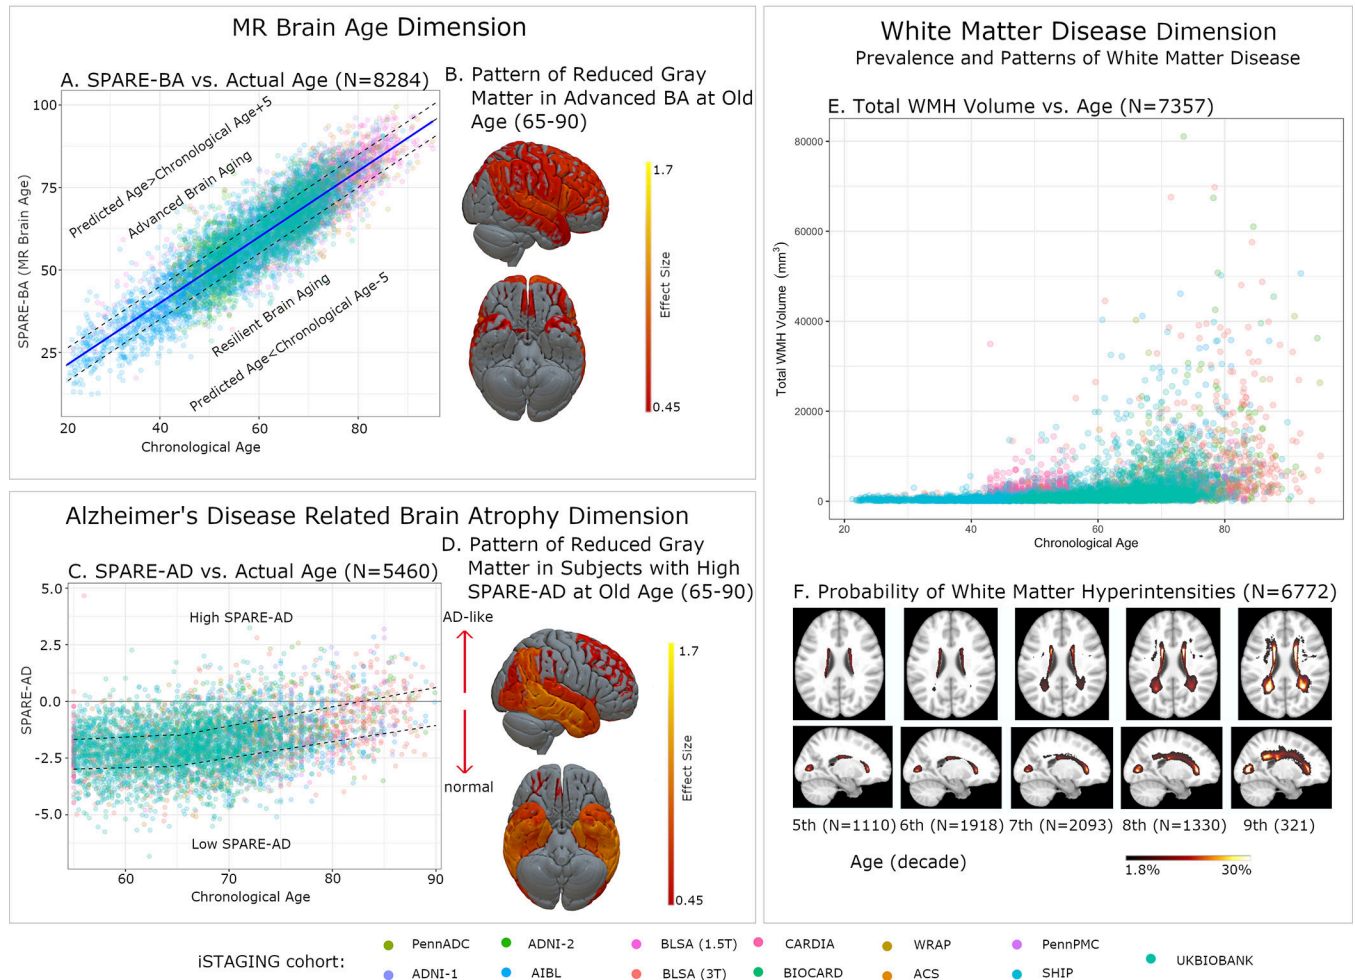 MR Brain Age Dimension
A. SPARE-BA vs. Actual Age (N=8284)
100
75
50
25
SPARE-BA (MR Brain Age)
Predicted Age>Chronological Age+5
Advanced Brain Aging
Resilient Brain Aging
Predicted Age<Chronological Age-5
20 40 60 80
Chronological Age
B. Pattern of Reduced Gray
Matter in Advanced BA at Old
Age (65-90)
1.7
Effect Size
0.45
Alzheimer's Disease Related Brain Atrophy Dimension
C. SPARE-AD vs. Actual Age (N=5460)
5.0
2.5
0.0
-2.5
-5.0
SPARE-AD
High SPARE-AD
Low SPARE-AD
60 70 80 90
Chronological Age
D. Pattern of Reduced Gray
Matter in Subjects with High
SPARE-AD at Old Age (65-90)
AD-like
normal
1.7
Effect Size
0.45
White Matter Disease Dimension
Prevalence and Patterns of White Matter Disease
E. Total WMH Volume vs. Age (N=7357)
80000
60000
40000
20000
0
Total WMH Volume (mm³)
20 40 60 80
Chronological Age
F. Probability of White Matter Hyperintensities (N=6772)
5th (N=1110) 6th (N=1918) 7th (N=2093) 8th (N=1330) 9th (321)
Age (decade)
1.8% 30%
iSTAGING cohort:
PennADC ADNI-2 BLSA (1.5T) CARDIA WRAP PennPMC UKBIOBANK
ADNI-1 AIBL BLSA (3T) BIOCARD ACS SHIP